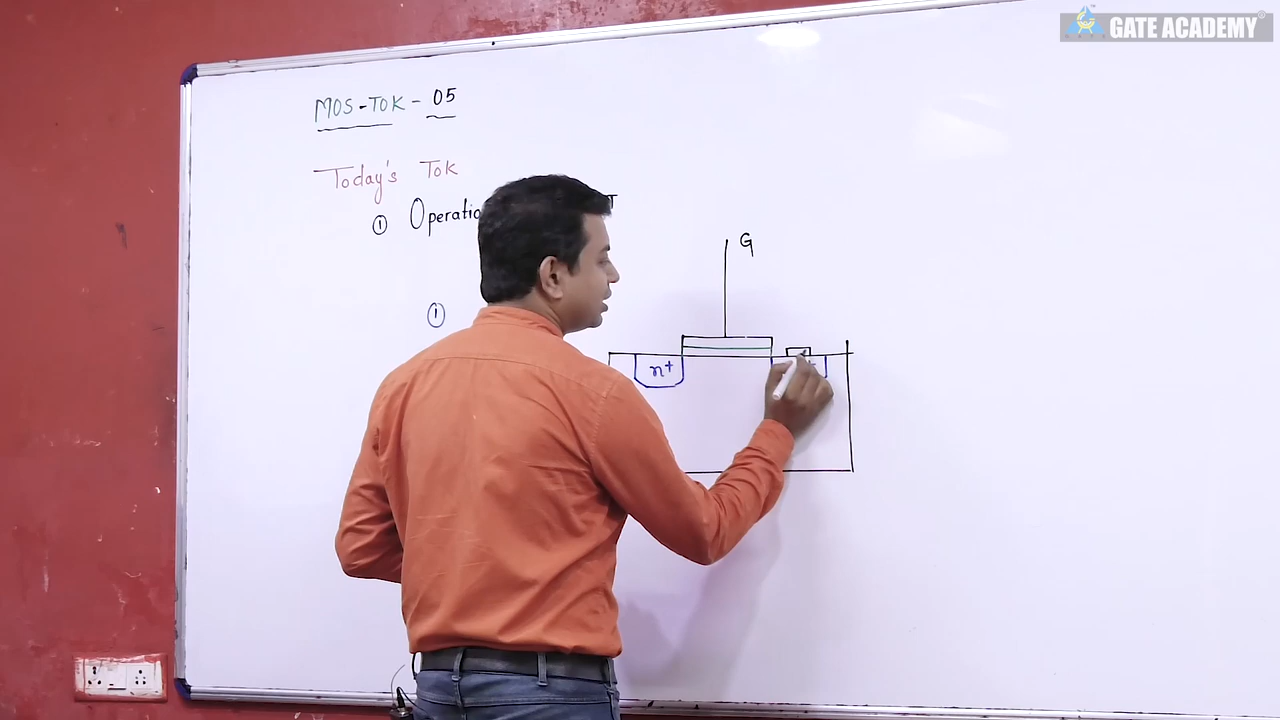 GATE ACADEMY
MOS-TOK-05
Today's TOK
① Operatio
G
①
n+